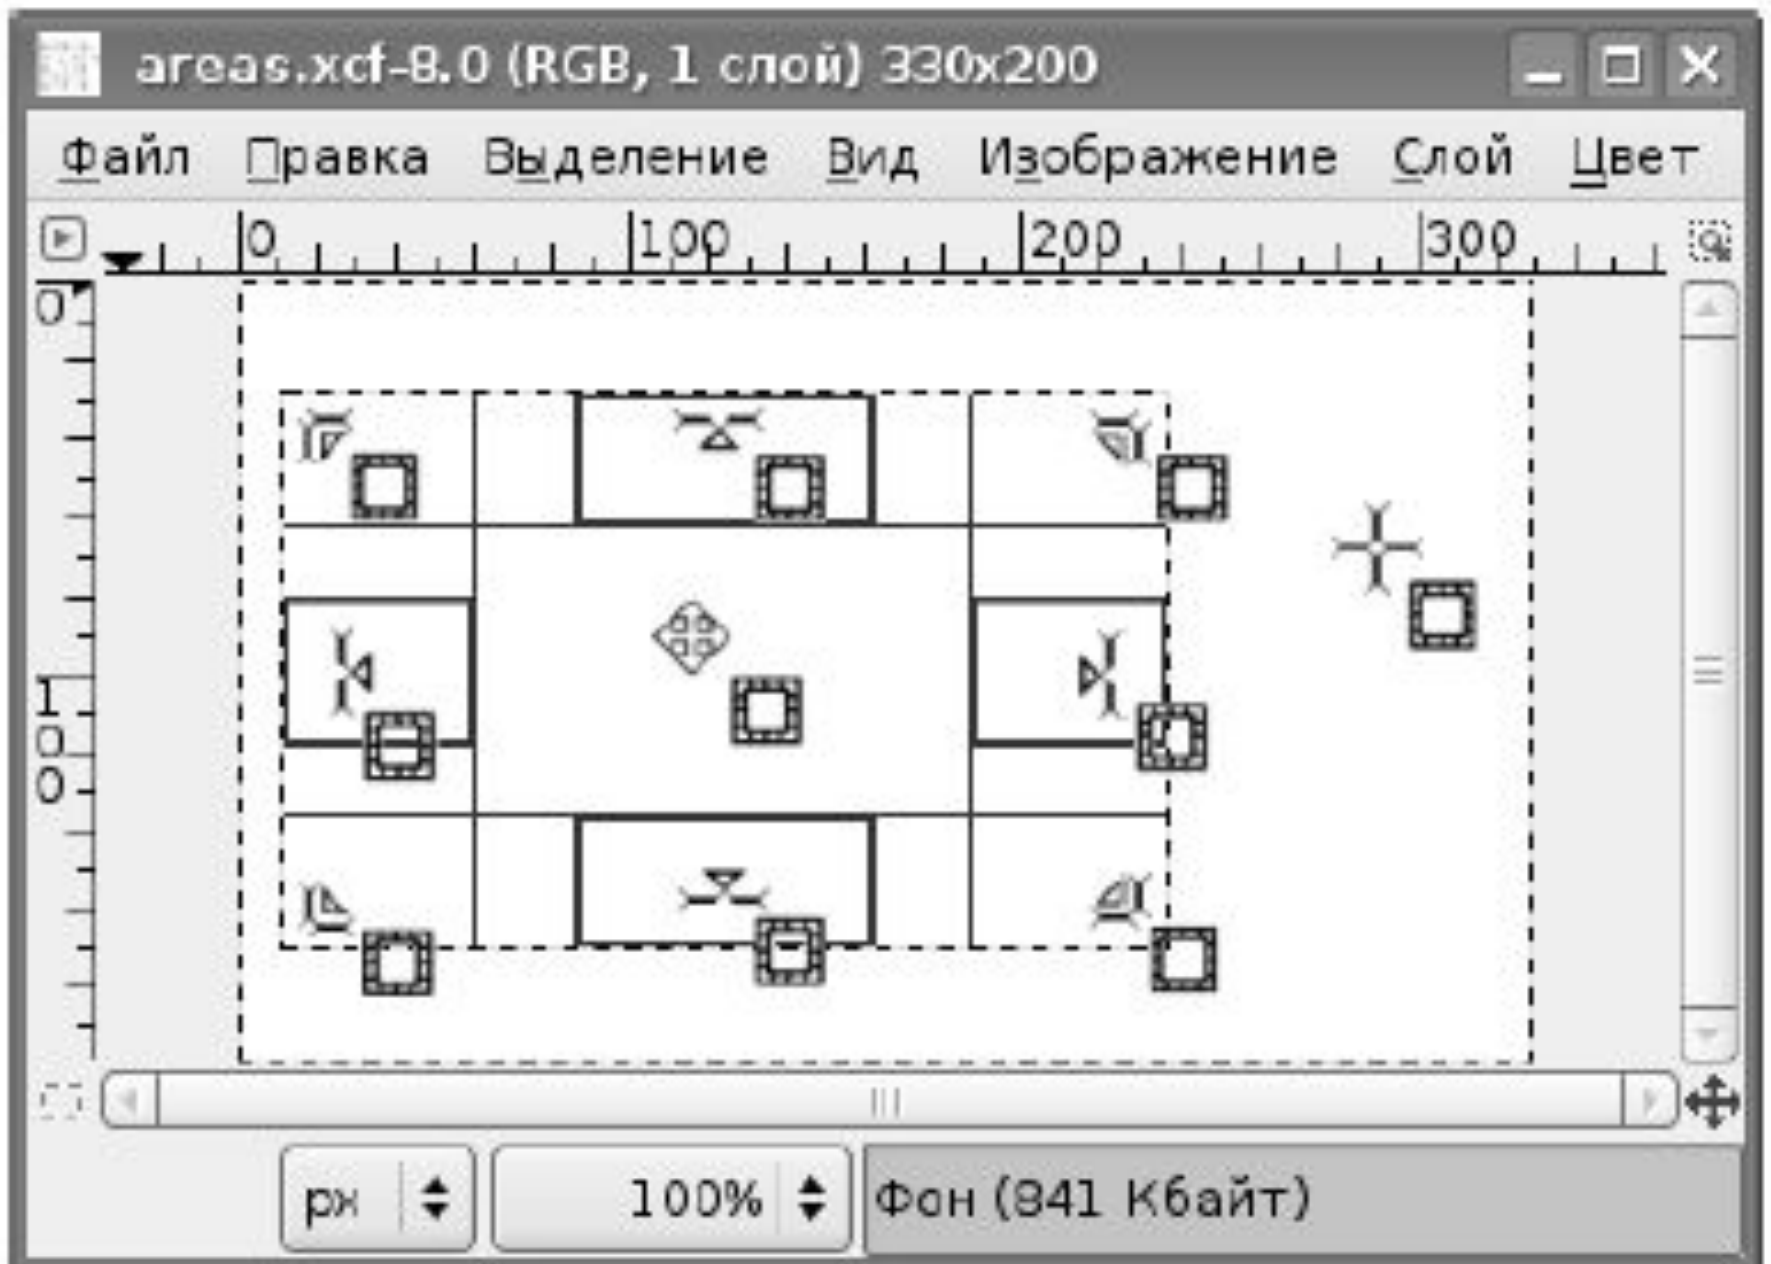 areas.xcf-8.0 (RGB, 1 слой) 330x200
Файл Правка Выделение Вид Изображение Слой Цвет
0 100 200 300
0
100
px 100% Фон (841 Кбайт)